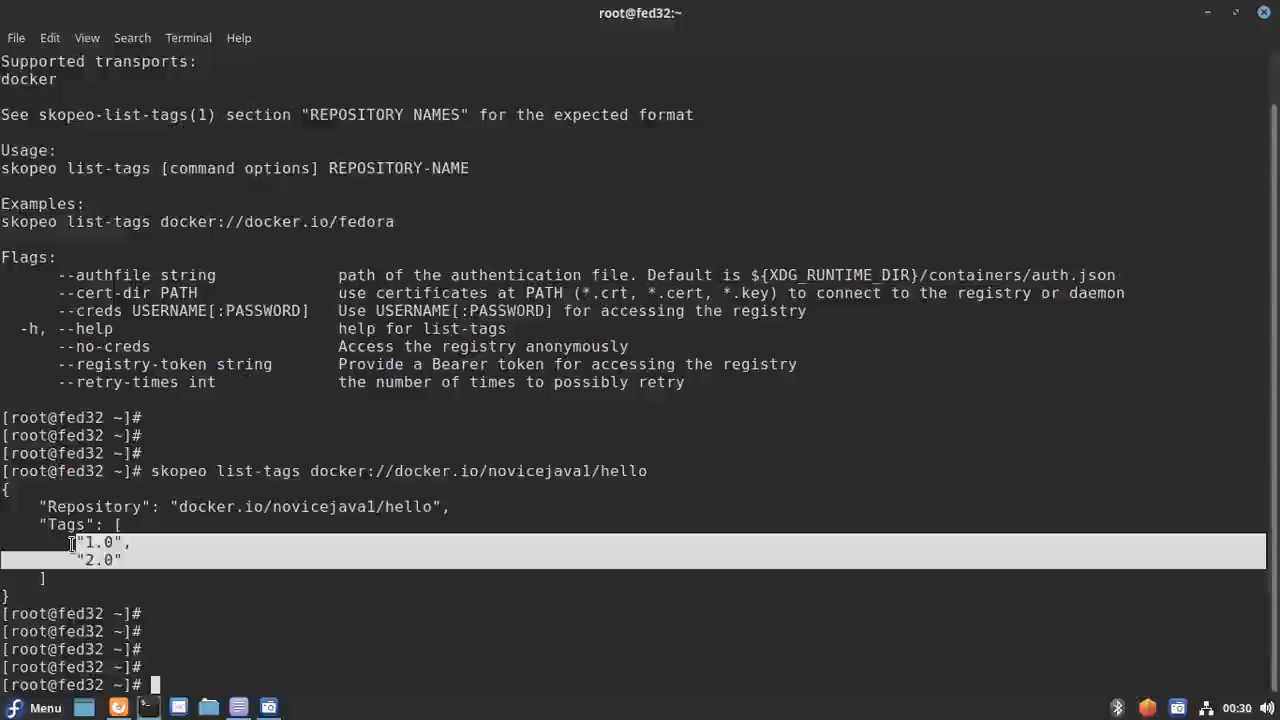 root@fed32:~
File Edit View Search Terminal Help
Supported transports:
docker
See skopeo-list-tags(1) section "REPOSITORY NAMES" for the expected format
Usage:
skopeo list-tags [command options] REPOSITORY-NAME
Examples:
skopeo list-tags docker://docker.io/fedora
Flags:
--authfile string path of the authentication file. Default is ${XDG_RUNTIME_DIR}/containers/auth.json
--cert-dir PATH use certificates at PATH (*.crt, *.cert, *.key) to connect to the registry or daemon
--creds USERNAME[:PASSWORD] Use USERNAME[:PASSWORD] for accessing the registry
-h, --help help for list-tags
--no-creds Access the registry anonymously
--registry-token string Provide a Bearer token for accessing the registry
--retry-times int the number of times to possibly retry
[root@fed32 ~]#
[root@fed32 ~]#
[root@fed32 ~]#
[root@fed32 ~]# skopeo list-tags docker://docker.io/novicejava1/hello
{
"Repository": "docker.io/novicejava1/hello",
"Tags": [
"1.0",
"2.0"
]
}
[root@fed32 ~]#
[root@fed32 ~]#
[root@fed32 ~]#
[root@fed32 ~]#
[root@fed32 ~]#
Menu 00:30